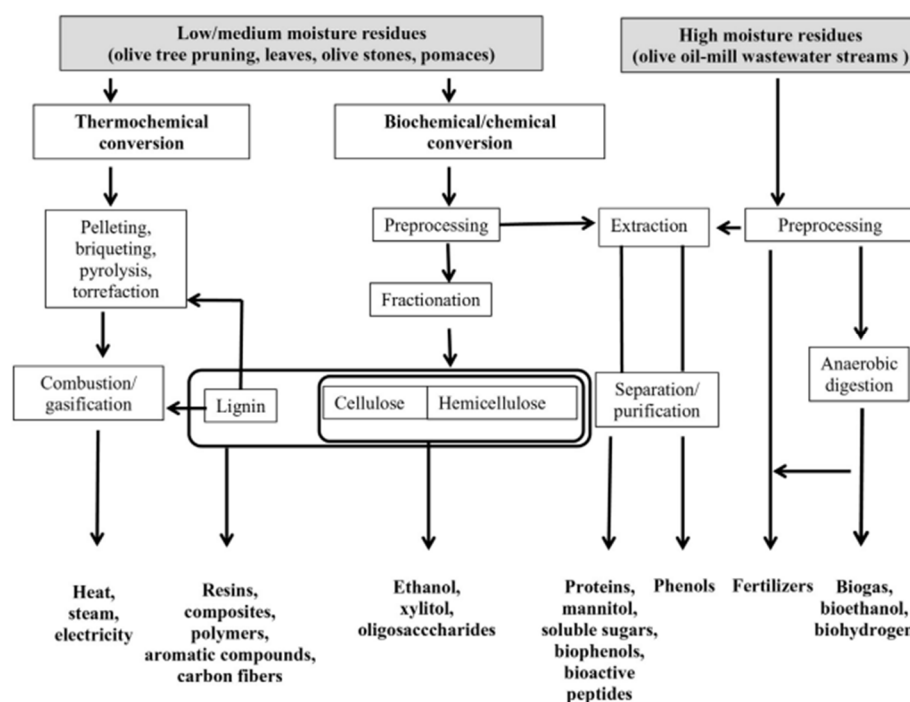 Low/medium moisture residues
(olive tree pruning, leaves, olive stones, pomaces)
High moisture residues
(olive oil-mill wastewater streams )
Thermochemical
conversion
Biochemical/chemical
conversion
Pelleting,
briqueting,
pyrolysis,
torrefaction
Preprocessing
Extraction
Preprocessing
Fractionation
Combustion/
gasification
Lignin
Cellulose
Hemicellulose
Separation/
purification
Anaerobic
digestion
Heat,
steam,
electricity
Resins,
composites,
polymers,
aromatic compounds,
carbon fibers
Ethanol,
xylitol,
oligosacccharides
Proteins,
mannitol,
soluble sugars,
biophenols,
bioactive
peptides
Phenols
Fertilizers
Biogas,
bioethanol,
biohydrogen